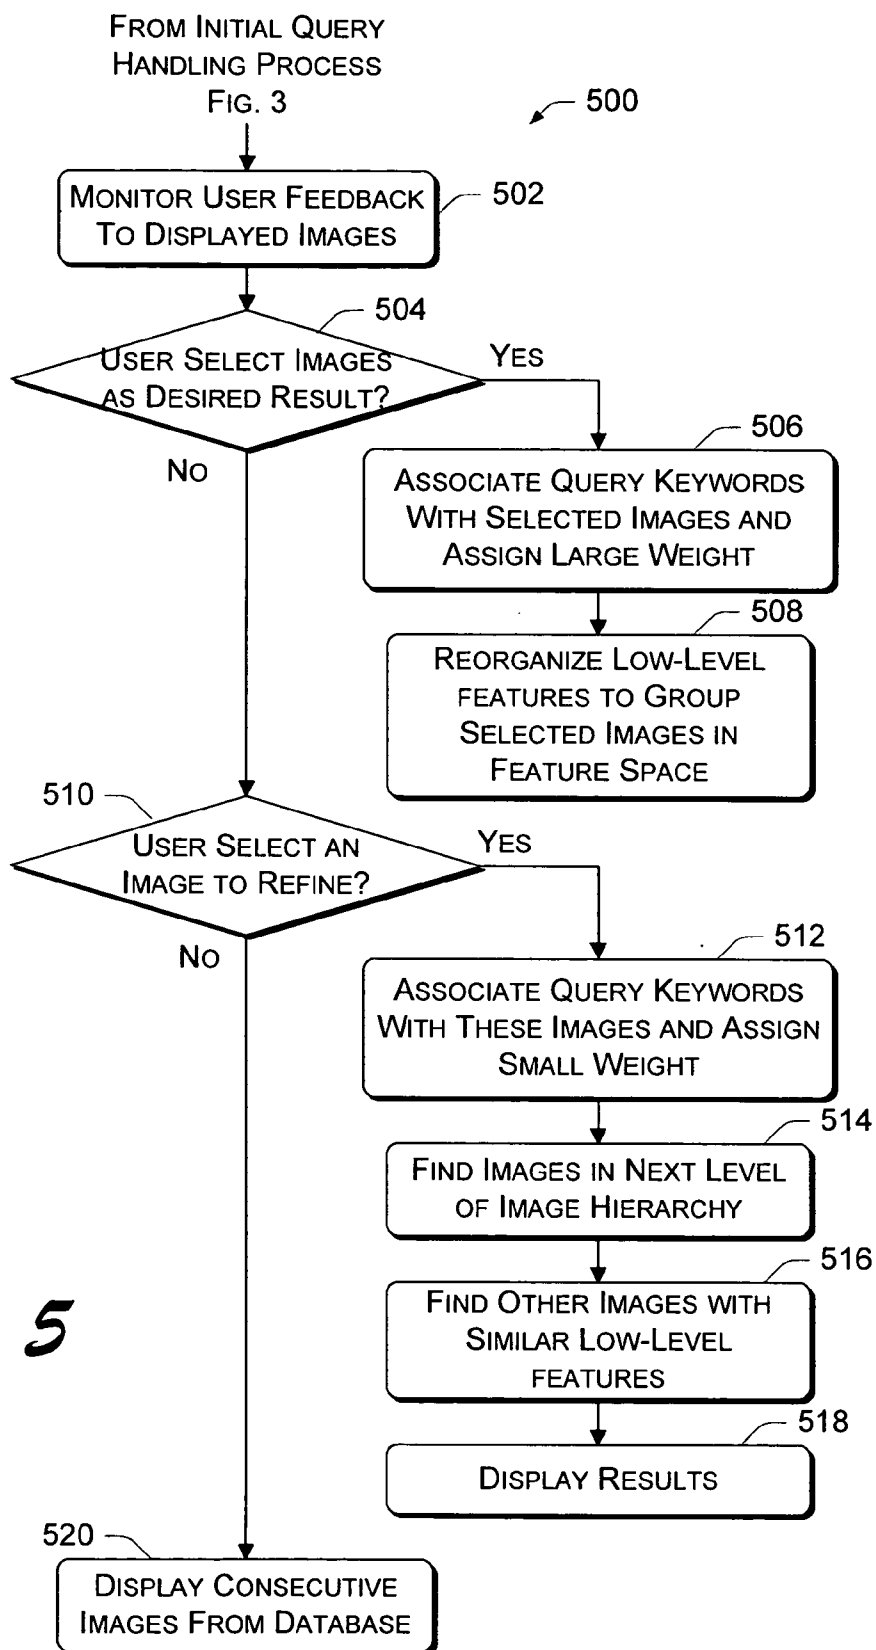 FROM INITIAL QUERY
HANDLING PROCESS
FIG. 3
500
MONITOR USER FEEDBACK
TO DISPLAYED IMAGES
502
504
USER SELECT IMAGES
AS DESIRED RESULT?
YES
NO
506
ASSOCIATE QUERY KEYWORDS
WITH SELECTED IMAGES AND
ASSIGN LARGE WEIGHT
508
REORGANIZE LOW-LEVEL
FEATURES TO GROUP
SELECTED IMAGES IN
FEATURE SPACE
510
USER SELECT AN
IMAGE TO REFINE?
YES
NO
512
ASSOCIATE QUERY KEYWORDS
WITH THESE IMAGES AND ASSIGN
SMALL WEIGHT
514
FIND IMAGES IN NEXT LEVEL
OF IMAGE HIERARCHY
516
FIND OTHER IMAGES WITH
SIMILAR LOW-LEVEL
FEATURES
5
518
DISPLAY RESULTS
520
DISPLAY CONSECUTIVE
IMAGES FROM DATABASE